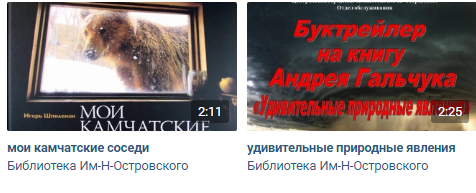 Игорь Шпиленок
МОИ
КАМЧАТСКИЕ
2:11
мои камчатские соседи
Библиотека Им-Н-Островского
Отдел обслуживания
Буктрейлер
на книгу
Андрея Гальчука
«Удивительные природные явления
2:25
удивительные природные явления
Библиотека Им-Н-Островского